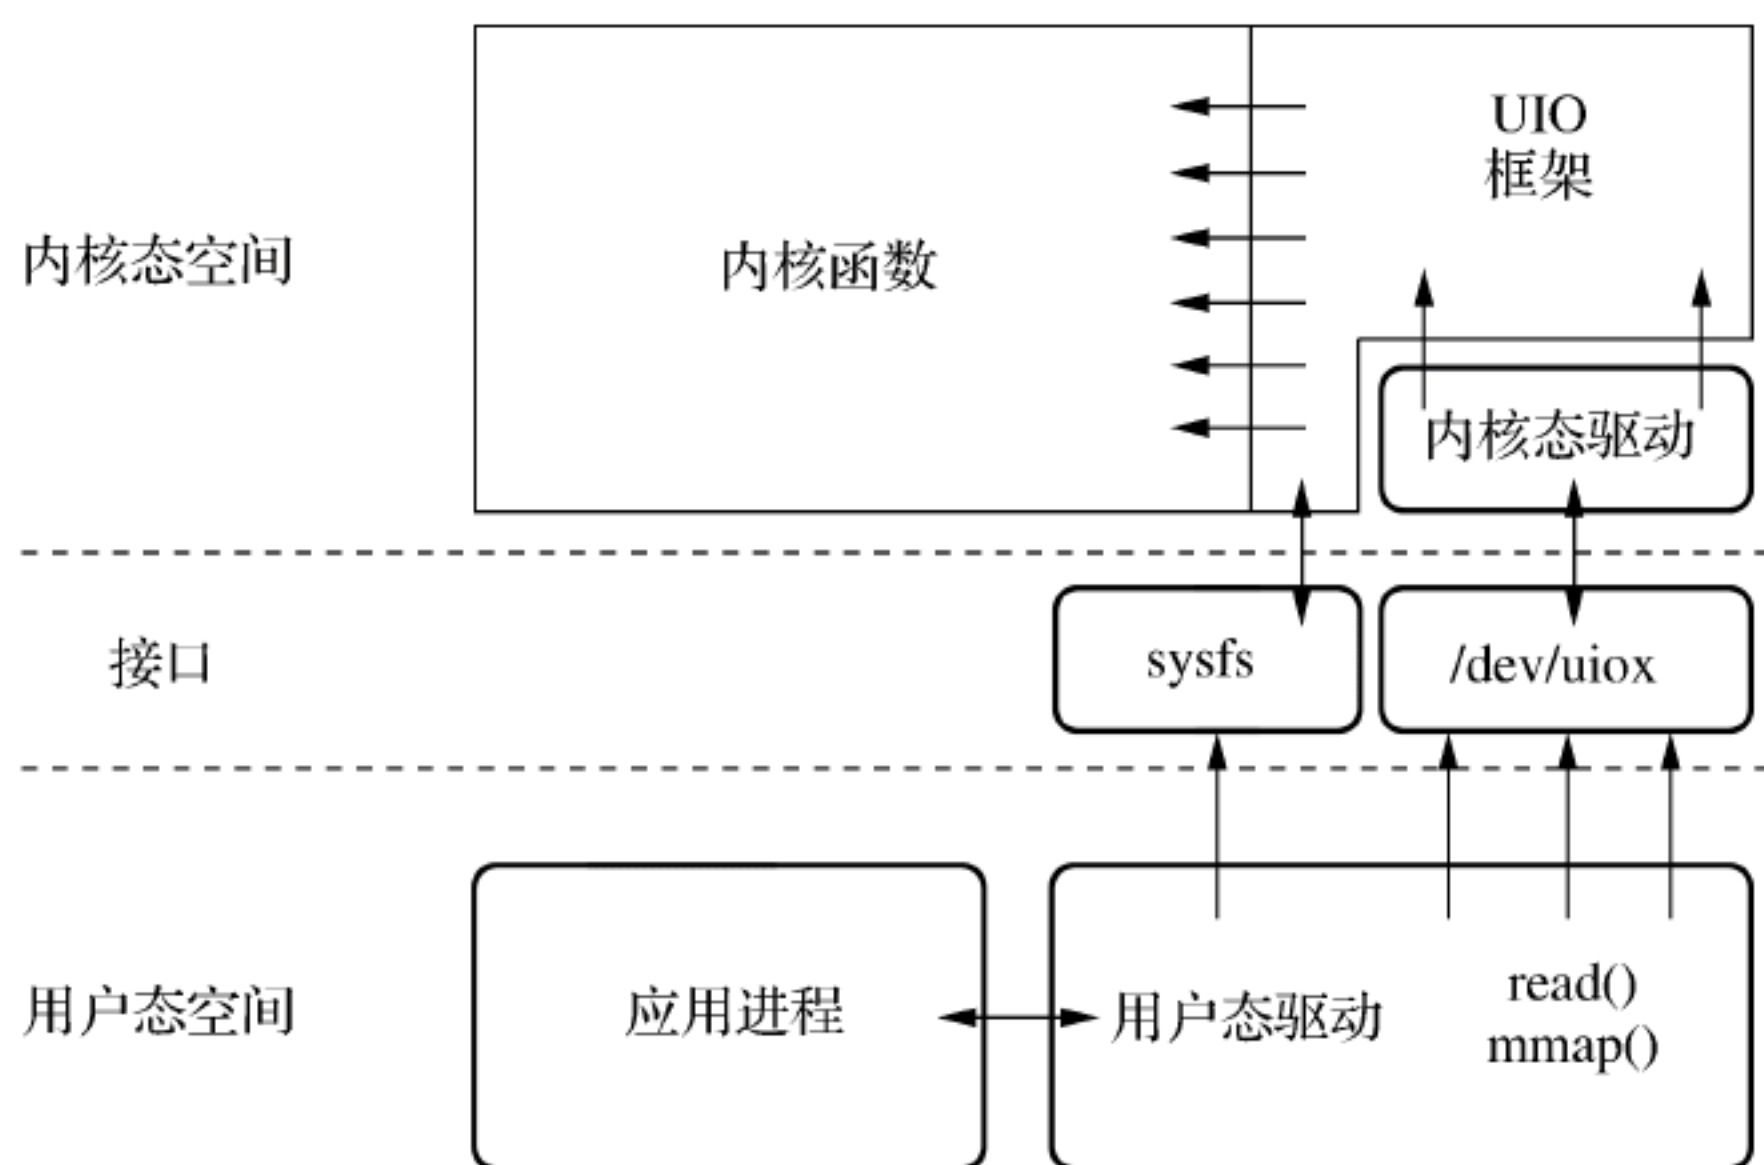 UIO
框架
内核态空间
内核函数
内核态驱动
接口
sysfs
/dev/uiox
用户态空间
应用进程
用户态驱动
read()
mmap()